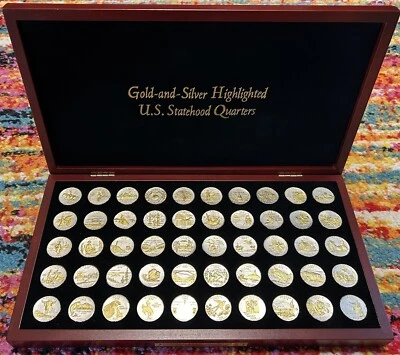 Gold-and-Silver Highlighted
U.S. Statehood Quarters